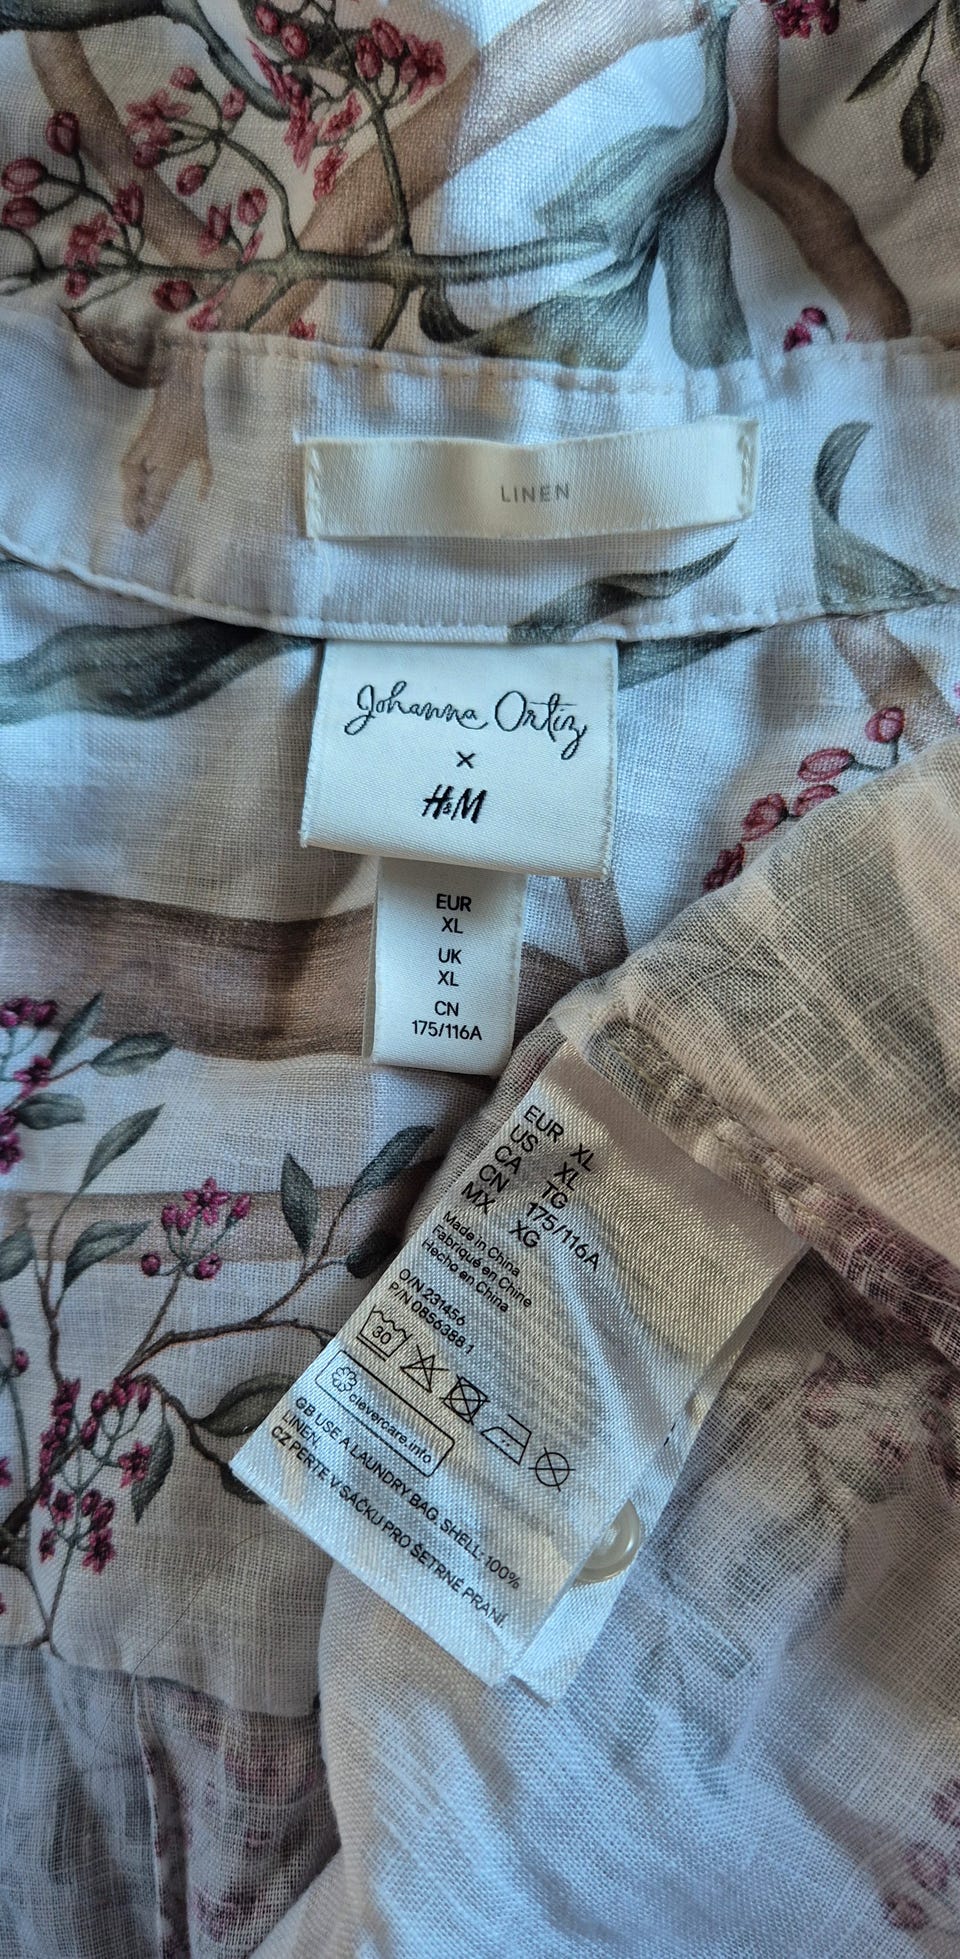 LINEN
Johanna Ortiz
×
H&M
EUR
XL
UK
XL
CN
175/116A
EUR XL
US XL
CA TG
CN 175/116A
MX XG
Made in China
Fabriqué en Chine
Hecho en China
O/N 231456
P/N 0856388 1
30
clevercare.info
GB USE A LAUNDRY BAG. SHELL: 100%
LINEN.
CZ PERTE V SÁČKU PRO ŠETRNÉ PRANÍ.